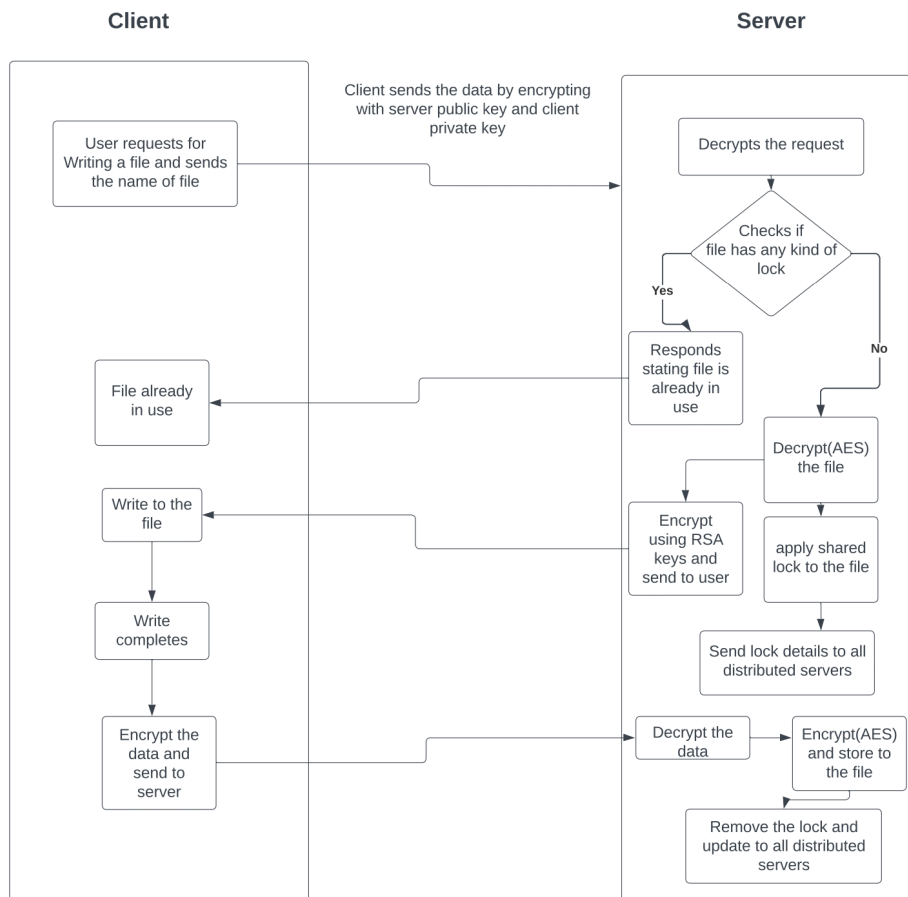 Client
Server
Client sends the data by encrypting
with server public key and client
private key
User requests for
Writing a file and sends
the name of file
Decrypts the request
Checks if
file has any kind of
lock
Yes
No
Responds
stating file is
already in
use
File already
in use
Decrypt(AES)
the file
Write to the
file
Encrypt
using RSA
keys and
send to user
apply shared
lock to the file
Write
completes
Send lock details to all
distributed servers
Encrypt the
data and
send to
server
Decrypt the
data
Encrypt(AES)
and store to
the file
Remove the lock and
update to all distributed
servers